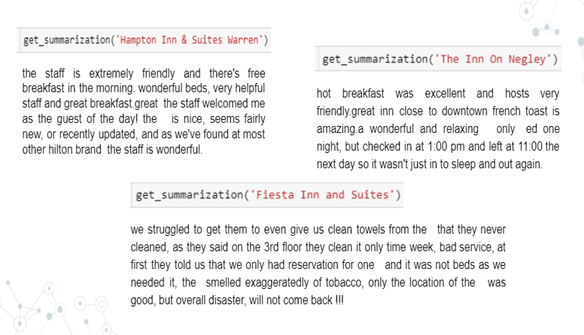 get_summarization('Hampton Inn & Suites Warren')
the staff is extremely friendly and there's free
breakfast in the morning. wonderful beds, very helpful
staff and great breakfast.great the staff welcomed me
as the guest of the day! the is nice, seems fairly
new, or recently updated, and as we've found at most
other hilton brand the staff is wonderful.
get_summarization('The Inn On Negley')
hot breakfast was excellent and hosts very
friendly.great inn close to downtown french toast is
amazing.a wonderful and relaxing only ed one
night, but checked in at 1:00 pm and left at 11:00 the
next day so it wasn't just in to sleep and out again.
get_summarization('Fiesta Inn and Suites')
we struggled to get them to even give us clean towels from the that they never
cleaned, as they said on the 3rd floor they clean it only time week, bad service, at
first they told us that we only had reservation for one and it was not beds as we
needed it, the smelled exaggeratedly of tobacco, only the location of the was
good, but overall disaster, will not come back !!!